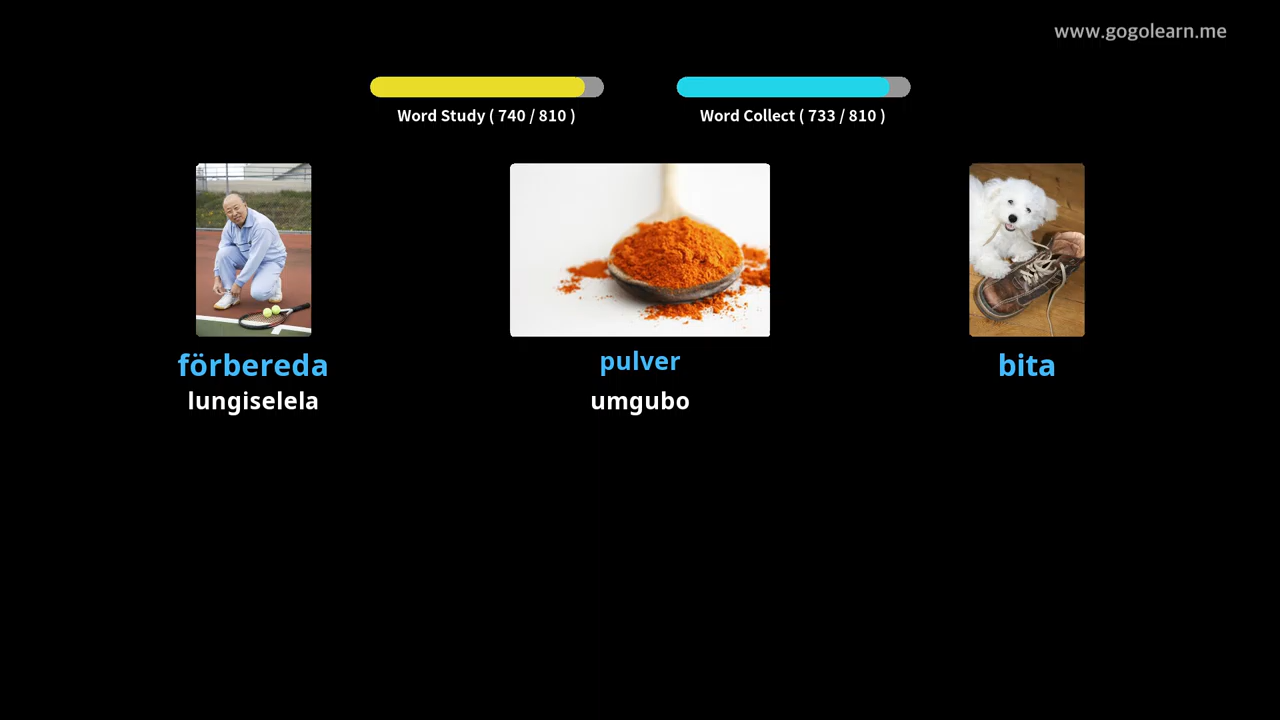 www.gogolearn.me
Word Study ( 740 / 810 )
Word Collect ( 733 / 810 )
förbereda
lungiselela
pulver
umgubo
bita